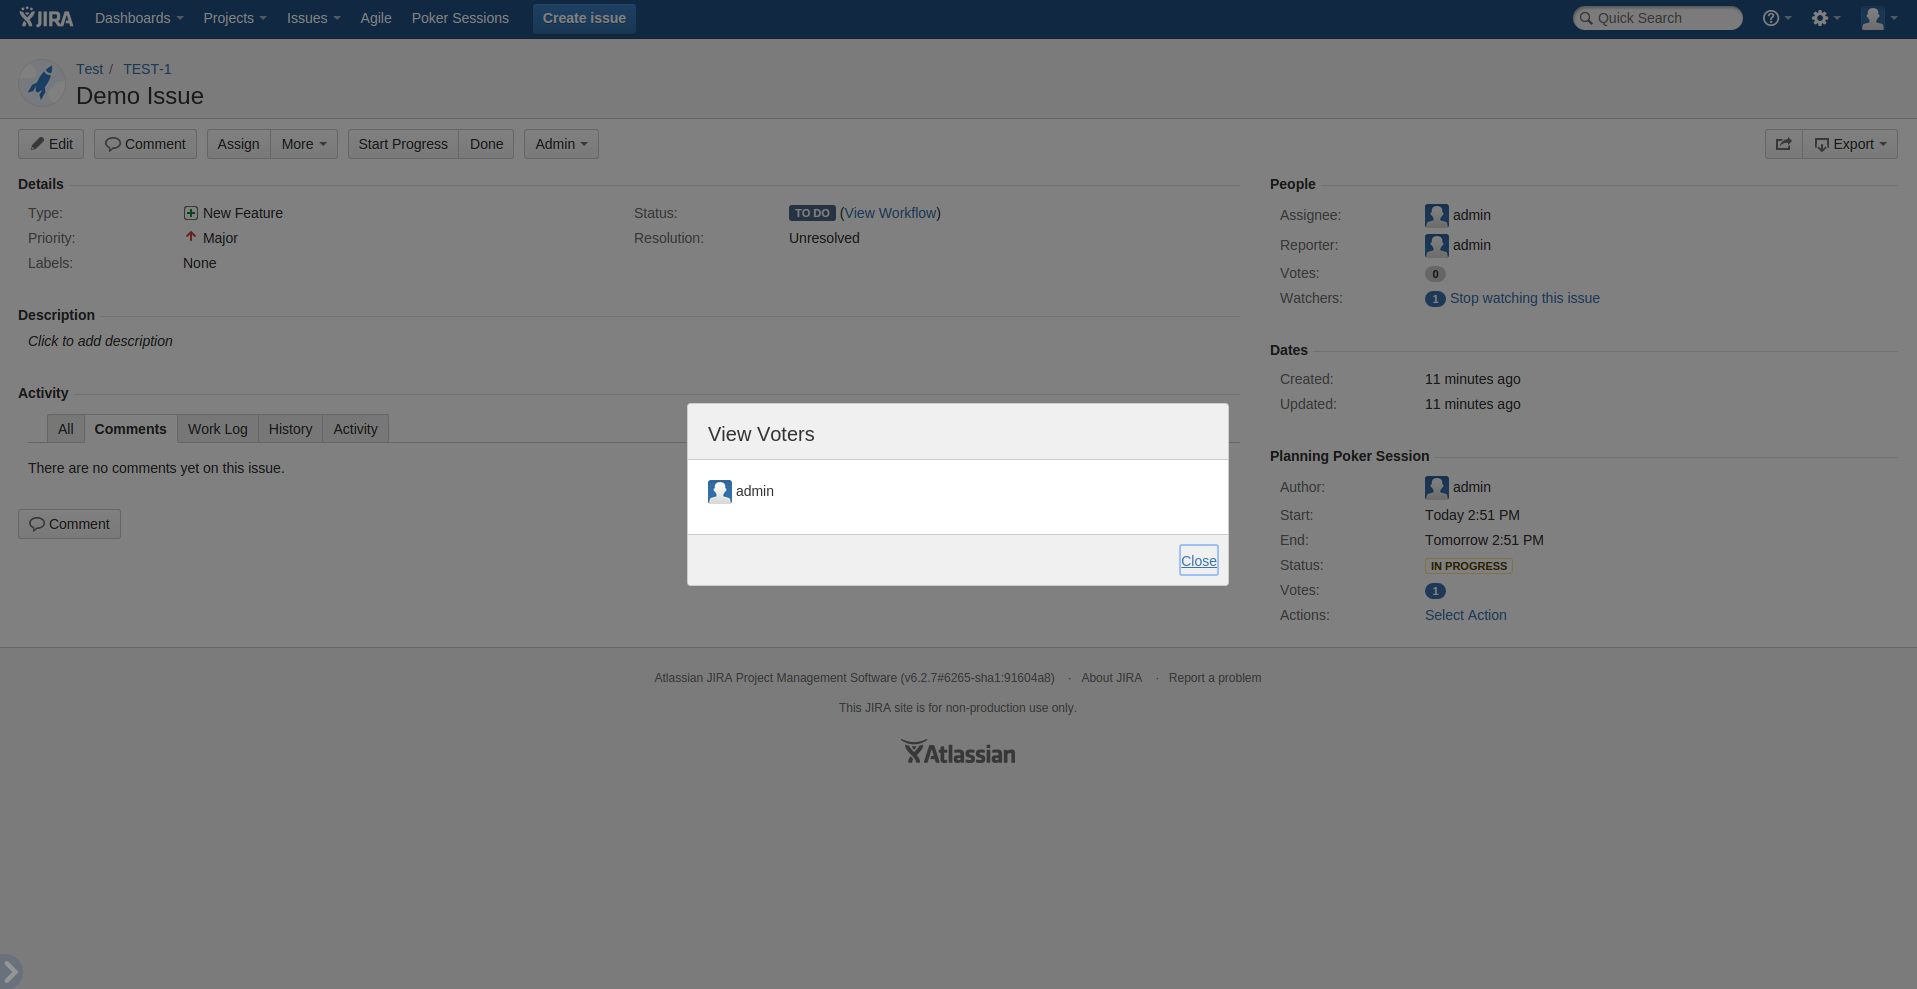 JIRA Dashboards Projects Issues Agile Poker Sessions Create issue Quick Search
Test / TEST-1
Demo Issue
Edit Comment Assign More Start Progress Done Admin Export
Details
Type: New Feature
Status: TO DO (View Workflow)
Priority: Major
Resolution: Unresolved
Labels: None
Description
Click to add description
Activity
All Comments Work Log History Activity
There are no comments yet on this issue.
Comment
People
Assignee: admin
Reporter: admin
Votes: 0
Watchers: 1 Stop watching this issue
Dates
Created: 11 minutes ago
Updated: 11 minutes ago
Planning Poker Session
Author: admin
Start: Today 2:51 PM
End: Tomorrow 2:51 PM
Status: IN PROGRESS
Votes: 1
Actions: Select Action
View Voters
admin
Close
Atlassian JIRA Project Management Software (v6.2.7#6265-sha1:91604a8) · About JIRA · Report a problem
This JIRA site is for non-production use only.
Atlassian